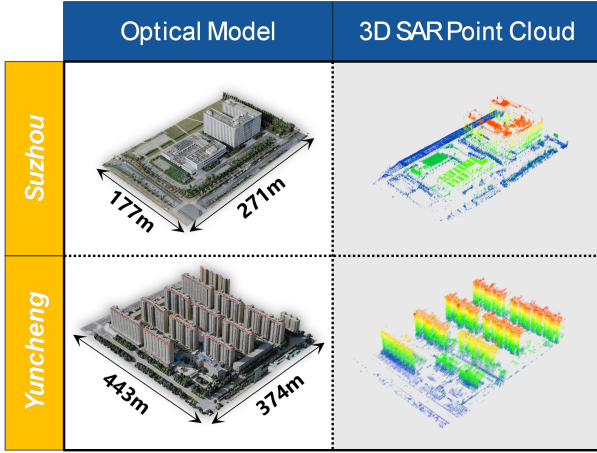 Optical Model
3D SAR Point Cloud
Suzhou
177m
271m
Yuncheng
443m
374m